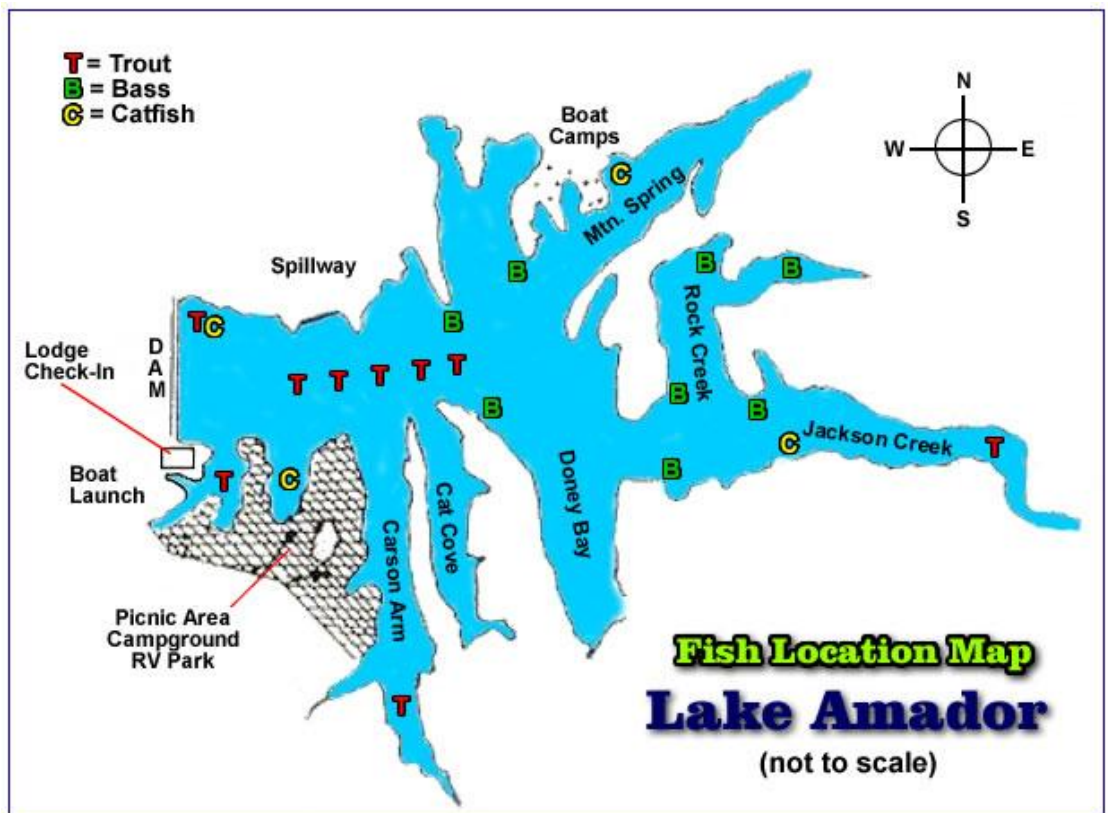 T = Trout
B = Bass
C = Catfish
Boat
Camps
C
Mtn. Spring
N
W E
S
B
B
B
Spillway
Rock Creek
T C
B
Lodge
Check-In
DAM
T T T T T
B
B
B
Jackson Creek
C
T
B
Boat
Launch
T
C
Carson Arm
Cat Cove
Doney Bay
Picnic Area
Campground
RV Park
T
Fish Location Map
Lake Amador
(not to scale)